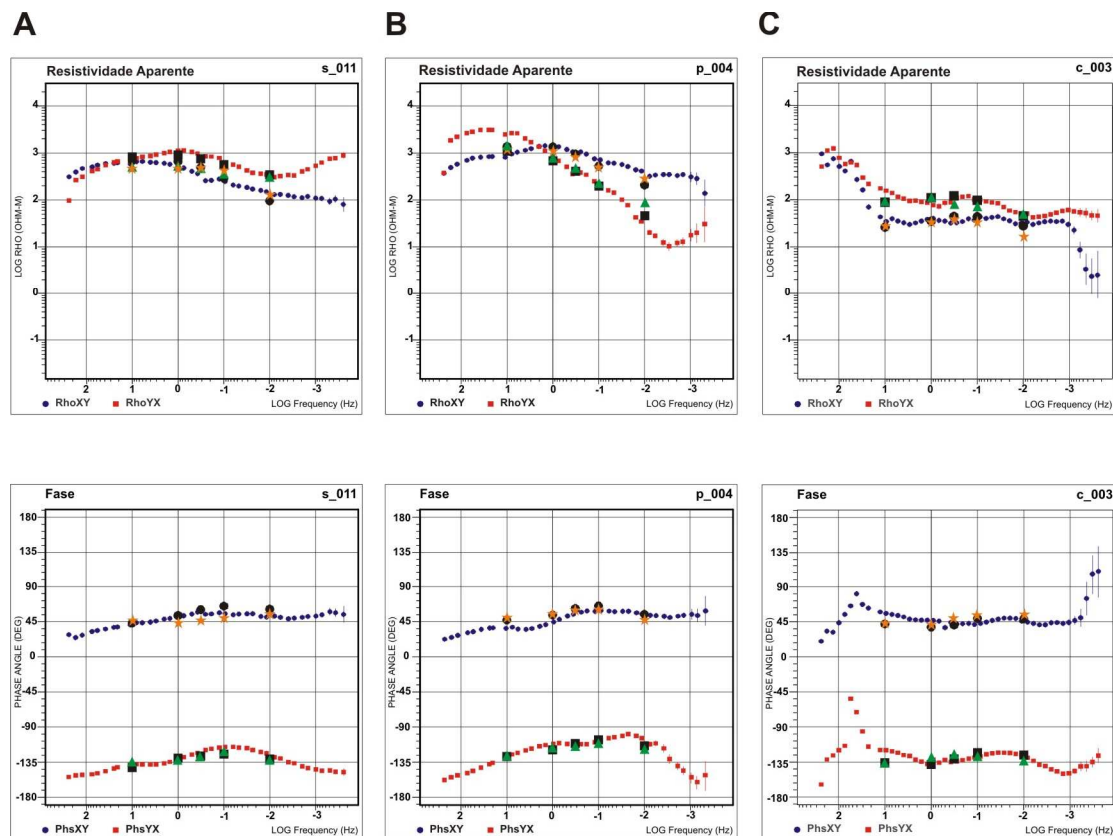 A
B
C
Resistividade Aparente s_011
LOG RHO (OHM-M)
4
3
2
1
0
-1
2 1 0 -1 -2 -3
RhoXY RhoYX LOG Frequency (Hz)
Resistividade Aparente p_004
LOG RHO (OHM-M)
4
3
2
1
0
-1
2 1 0 -1 -2 -3
RhoXY RhoYX LOG Frequency (Hz)
Resistividade Aparente c_003
LOG RHO (OHM-M)
4
3
2
1
0
-1
2 1 0 -1 -2 -3
RhoXY RhoYX LOG Frequency (Hz)
Fase s_011
PHASE ANGLE (DEG)
180
135
90
45
0
-45
-90
-135
-180
2 1 0 -1 -2 -3
PhsXY PhsYX LOG Frequency (Hz)
Fase p_004
PHASE ANGLE (DEG)
180
135
90
45
0
-45
-90
-135
-180
2 1 0 -1 -2 -3
PhsXY PhsYX LOG Frequency (Hz)
Fase c_003
PHASE ANGLE (DEG)
180
135
90
45
0
-45
-90
-135
-180
2 1 0 -1 -2 -3
PhsXY PhsYX LOG Frequency (Hz)